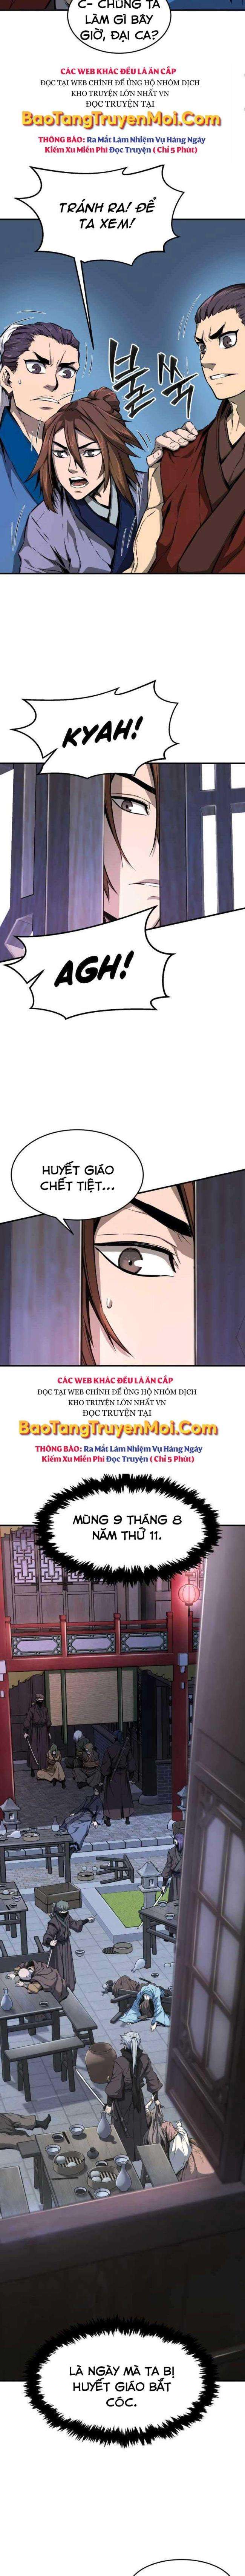 C- CHÚNG TA
LÀM GÌ BÂY
GIỜ, ĐẠI CA?
CÁC WEB KHÁC ĐỀU LÀ ĂN CẮP
ĐỌC TẠI WEB CHÍNH ĐỂ ỦNG HỘ NHÓM DỊCH
KHO TRUYỆN LỚN NHẤT VN
ĐỌC TRUYỆN TẠI
BaoTangTruyenMoi.Com
THÔNG BÁO: Ra Mắt Làm Nhiệm Vụ Hàng Ngày
Kiếm Xu Miễn Phí Đọc Truyện ( Chỉ 5 Phút)
TRÁNH RA! ĐỂ
TA XEM!
KYAH!
AGH!
HUYẾT GIÁO
CHẾT TIỆT...
CÁC WEB KHÁC ĐỀU LÀ ĂN CẮP
ĐỌC TẠI WEB CHÍNH ĐỂ ỦNG HỘ NHÓM DỊCH
KHO TRUYỆN LỚN NHẤT VN
ĐỌC TRUYỆN TẠI
BaoTangTruyenMoi.Com
THÔNG BÁO: Ra Mắt Làm Nhiệm Vụ Hàng Ngày
Kiếm Xu Miễn Phí Đọc Truyện ( Chỉ 5 Phút)
MÙNG 9 THÁNG 8
NĂM THỨ 11.
LÀ NGÀY MÀ TA BỊ
HUYẾT GIÁO BẮT
CÓC.